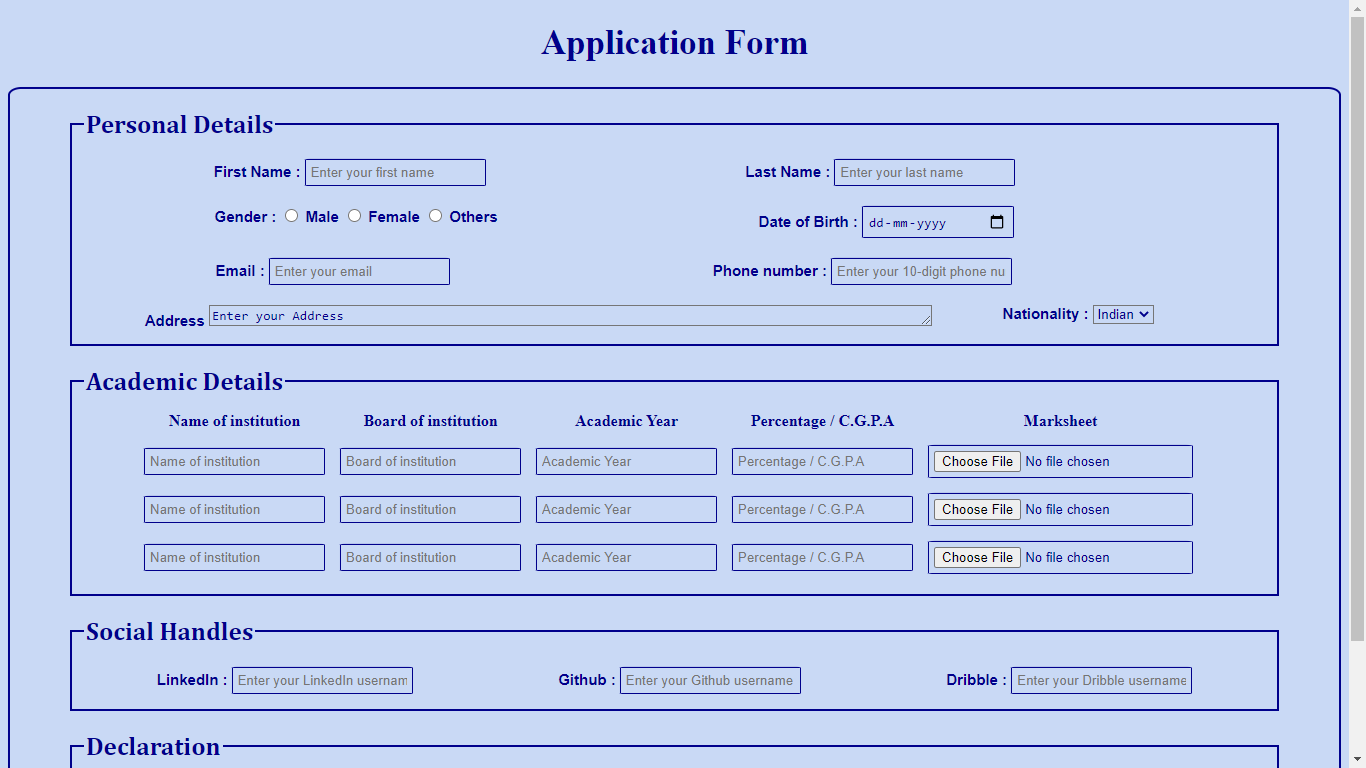 Application Form
Personal Details
First Name : Enter your first name Last Name : Enter your last name
Gender : Male Female Others Date of Birth : dd-mm-yyyy
Email : Enter your email Phone number : Enter your 10-digit phone nu
Address Enter your Address Nationality : Indian
Academic Details
Name of institution Board of institution Academic Year Percentage / C.G.P.A Marksheet
Name of institution Board of institution Academic Year Percentage / C.G.P.A Choose File No file chosen
Name of institution Board of institution Academic Year Percentage / C.G.P.A Choose File No file chosen
Name of institution Board of institution Academic Year Percentage / C.G.P.A Choose File No file chosen
Social Handles
LinkedIn : Enter your LinkedIn usernam Github : Enter your Github username Dribble : Enter your Dribble username
Declaration